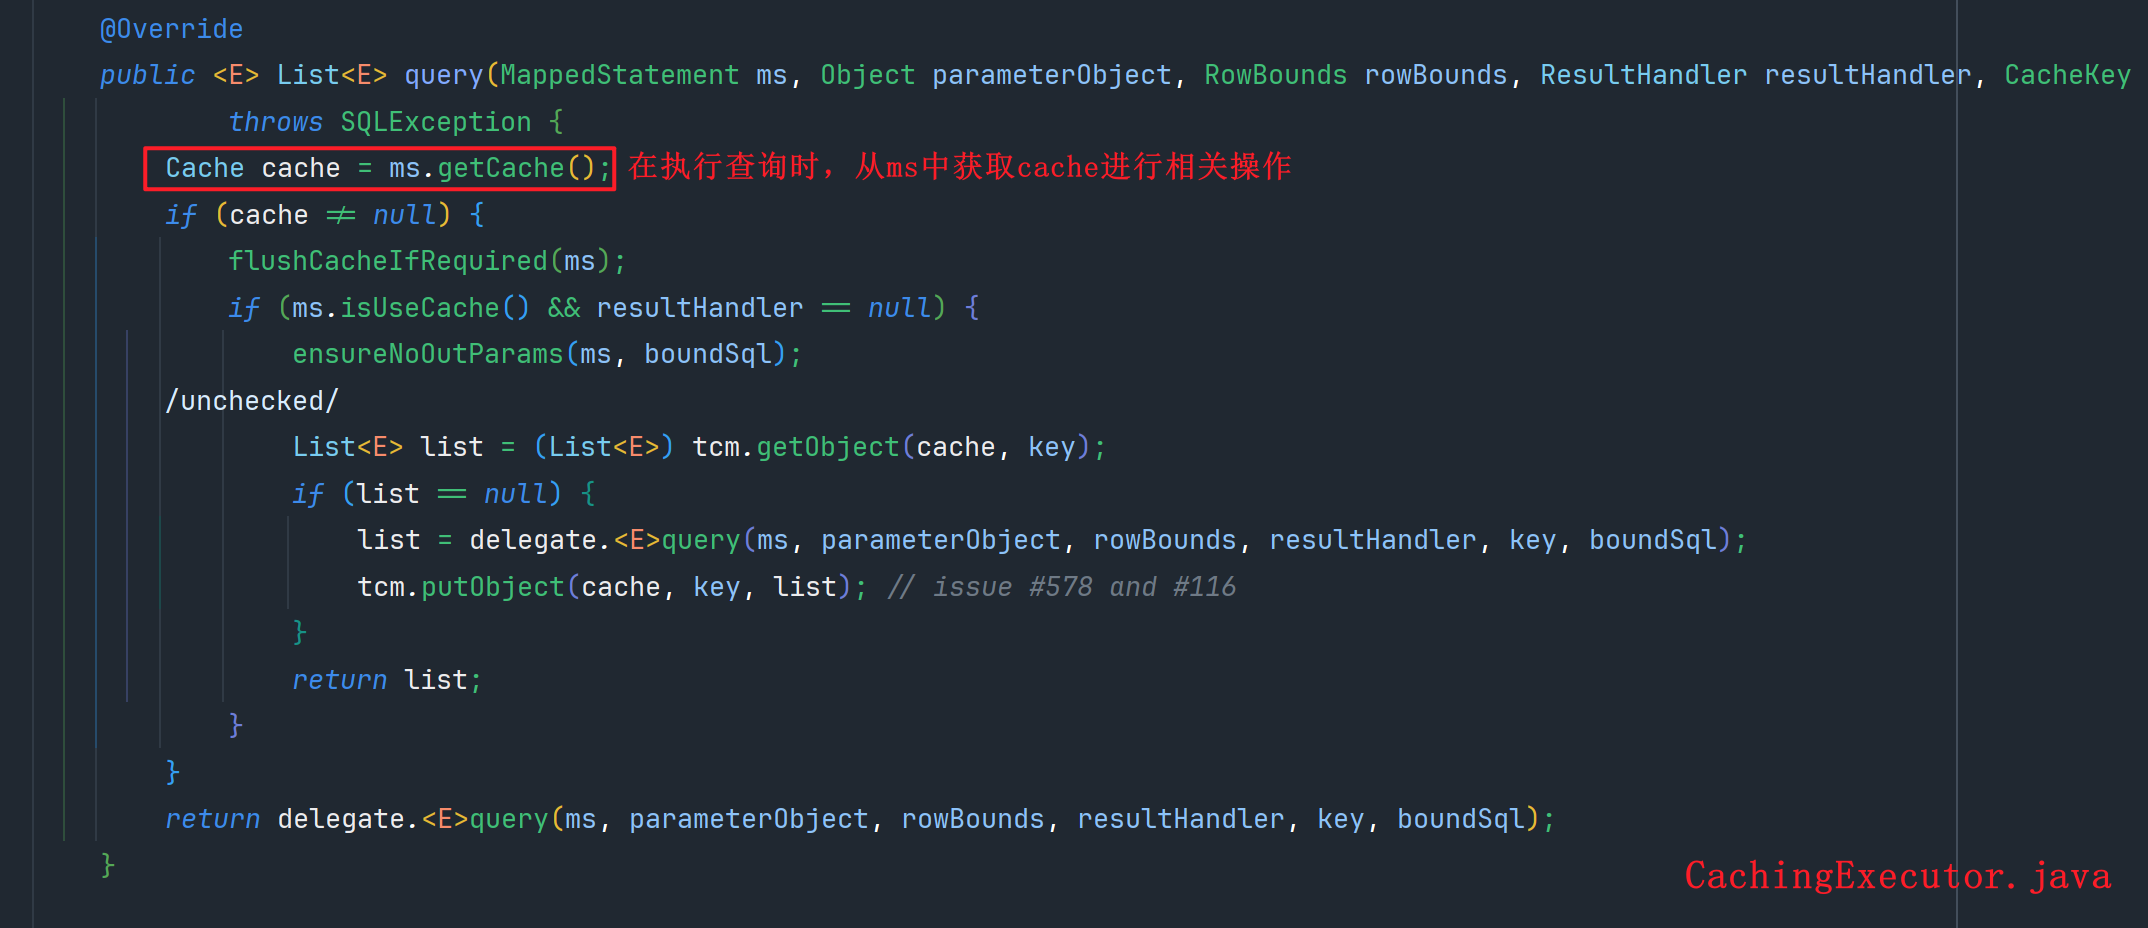 @Override
public <E> List<E> query(MappedStatement ms, Object parameterObject, RowBounds rowBounds, ResultHandler resultHandler, CacheKey
throws SQLException {
Cache cache = ms.getCache(); 在执行查询时，从ms中获取cache进行相关操作
if (cache != null) {
flushCacheIfRequired(ms);
if (ms.isUseCache() && resultHandler == null) {
ensureNoOutParams(ms, boundSql);
/unchecked/
List<E> list = (List<E>) tcm.getObject(cache, key);
if (list == null) {
list = delegate.<E>query(ms, parameterObject, rowBounds, resultHandler, key, boundSql);
tcm.putObject(cache, key, list); // issue #578 and #116
}
return list;
}
}
return delegate.<E>query(ms, parameterObject, rowBounds, resultHandler, key, boundSql);
}
CachingExecutor.java